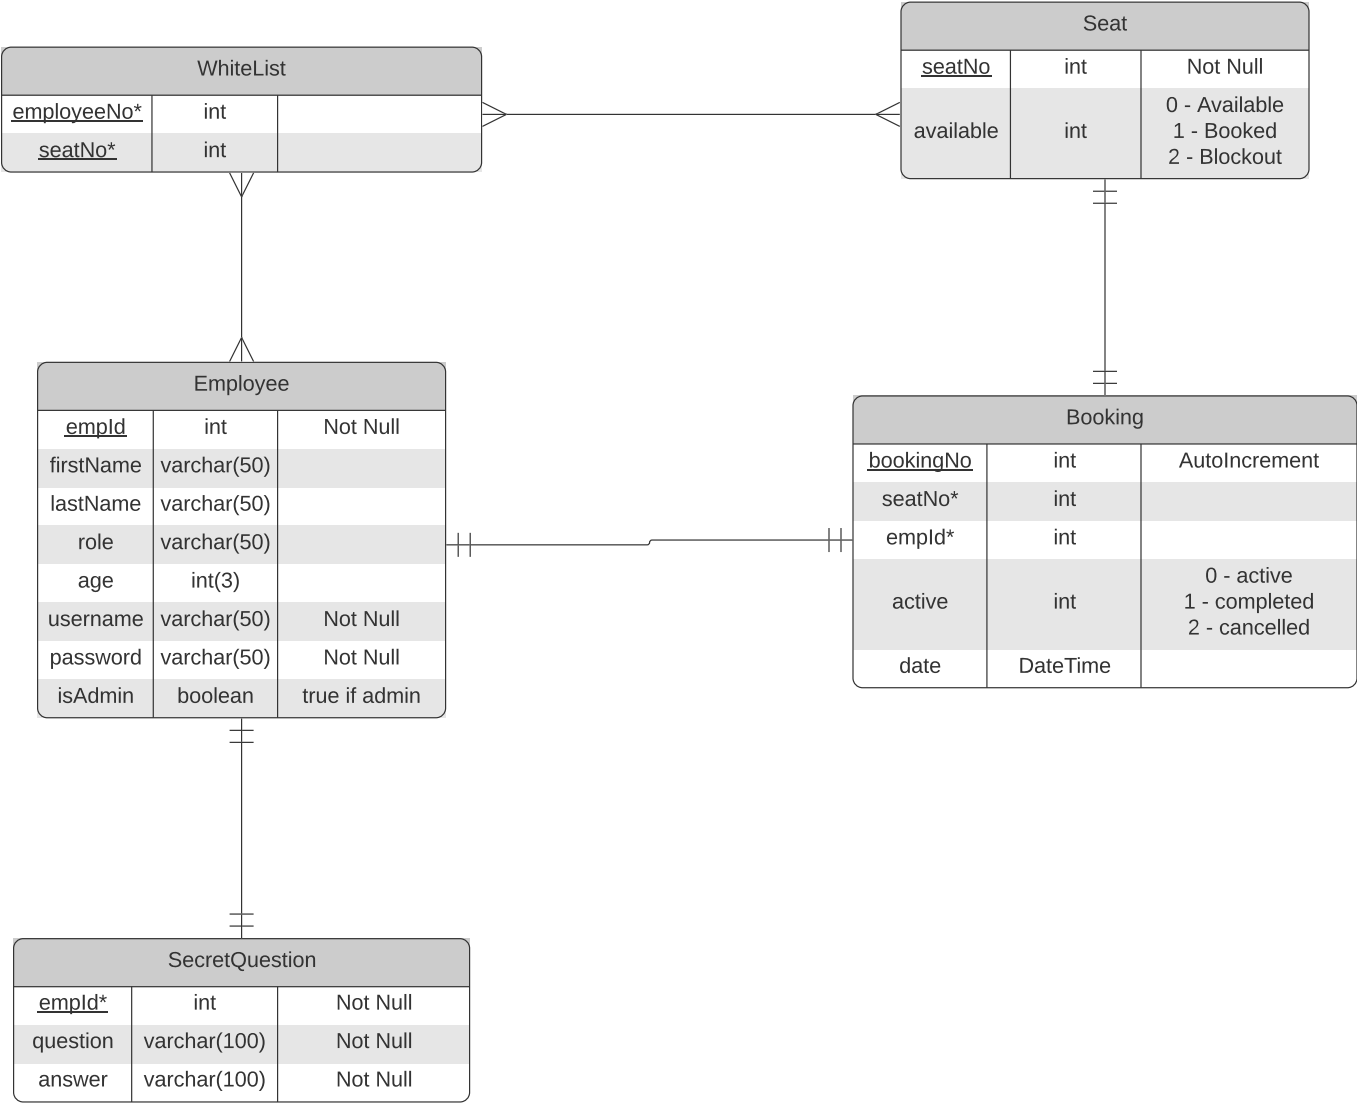 WhiteList
employeeNo* int
seatNo* int
Seat
seatNo int Not Null
available int 0 - Available
1 - Booked
2 - Blockout
Employee
empId int Not Null
firstName varchar(50)
lastName varchar(50)
role varchar(50)
age int(3)
username varchar(50) Not Null
password varchar(50) Not Null
isAdmin boolean true if admin
Booking
bookingNo int AutoIncrement
seatNo* int
empId* int
active int 0 - active
1 - completed
2 - cancelled
date DateTime
SecretQuestion
empId* int Not Null
question varchar(100) Not Null
answer varchar(100) Not Null